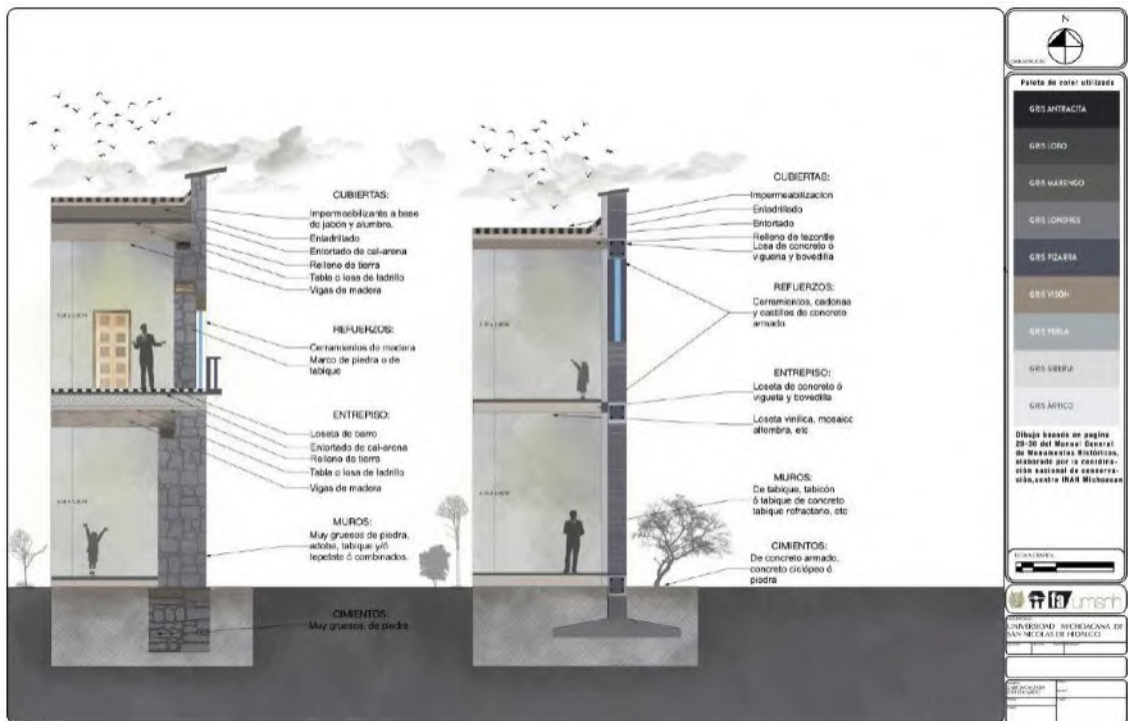 CUBIERTAS:
Impermeabilizante a base
de jabón y alumbre.
Enladrillado
Entortado de cal-arena
Relleno de tierra
Tabla o losa de ladrillo
Vigas de madera
REFUERZOS:
Cerramientos de madera
Marco de piedra o de
tabique
ENTREPISO:
Loseta de barro
Entortado de cal-arena
Relleno de tierra
Tabla o losa de ladrillo
Vigas de madera
MUROS:
Muy gruesos de piedra,
adobe, tabique y/ó
tepetate ó combinados.
CIMIENTOS:
Muy gruesos, de piedra
CUBIERTAS:
Impermeabilizacion
Enladrillado
Entortado
Relleno de tezontle
Losa de concreto ó
vigueria y bovedilla
REFUERZOS:
Cerramientos, cadenas
y castillos de concreto
armado
ENTREPISO:
Loseta de concreto ó
vigueta y bovedilla
Loseta vinilica, mosaico
alfombra, etc
MUROS:
De tabique, tabicón
ó tabique de concreto
tabique refractario, etc
CIMIENTOS:
De concreto armado,
concreto ciclópeo ó
piedra
N
Paleta de color utilizada
GRIS ANTRACITA
GRIS LOBO
GRIS MARENGO
GRIS LONDRES
GRIS PIZARRA
GRIS VISÓN
GRIS PERLA
GRIS SIBERIA
GRIS ÁRTICO
Dibujo basado en pagina
29-30 del Manual General
de Monumentos Históricos,
elaborado por la coordina-
ción nacional de conserva-
ción, centro INAH Michoacan
fa umsnh
UNIVERSIDAD MICHOACANA DE
SAN NICOLAS DE HIDALGO